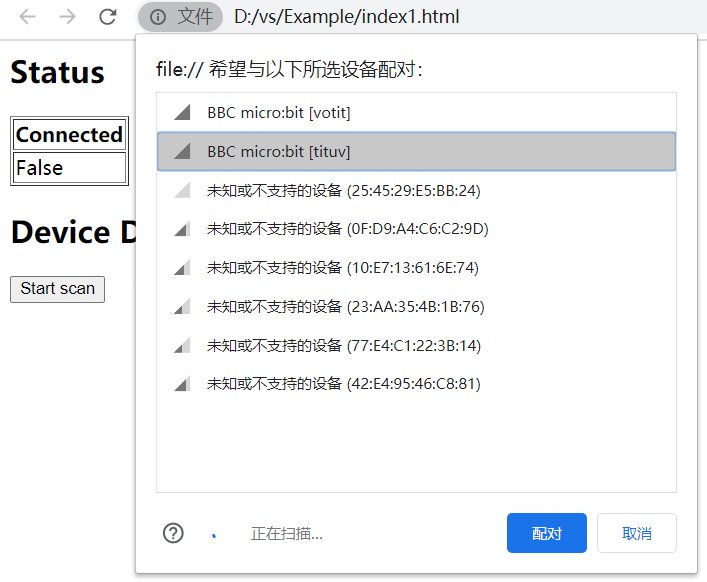 文件 D:/vs/Example/index1.html
Status
Connected
False
Device D
Start scan
file:// 希望与以下所选设备配对：
BBC micro:bit [votit]
BBC micro:bit [tituv]
未知或不支持的设备 (25:45:29:E5:BB:24)
未知或不支持的设备 (0F:D9:A4:C6:C2:9D)
未知或不支持的设备 (10:E7:13:61:6E:74)
未知或不支持的设备 (23:AA:35:4B:1B:76)
未知或不支持的设备 (77:E4:C1:22:3B:14)
未知或不支持的设备 (42:E4:95:46:C8:81)
正在扫描...
配对
取消